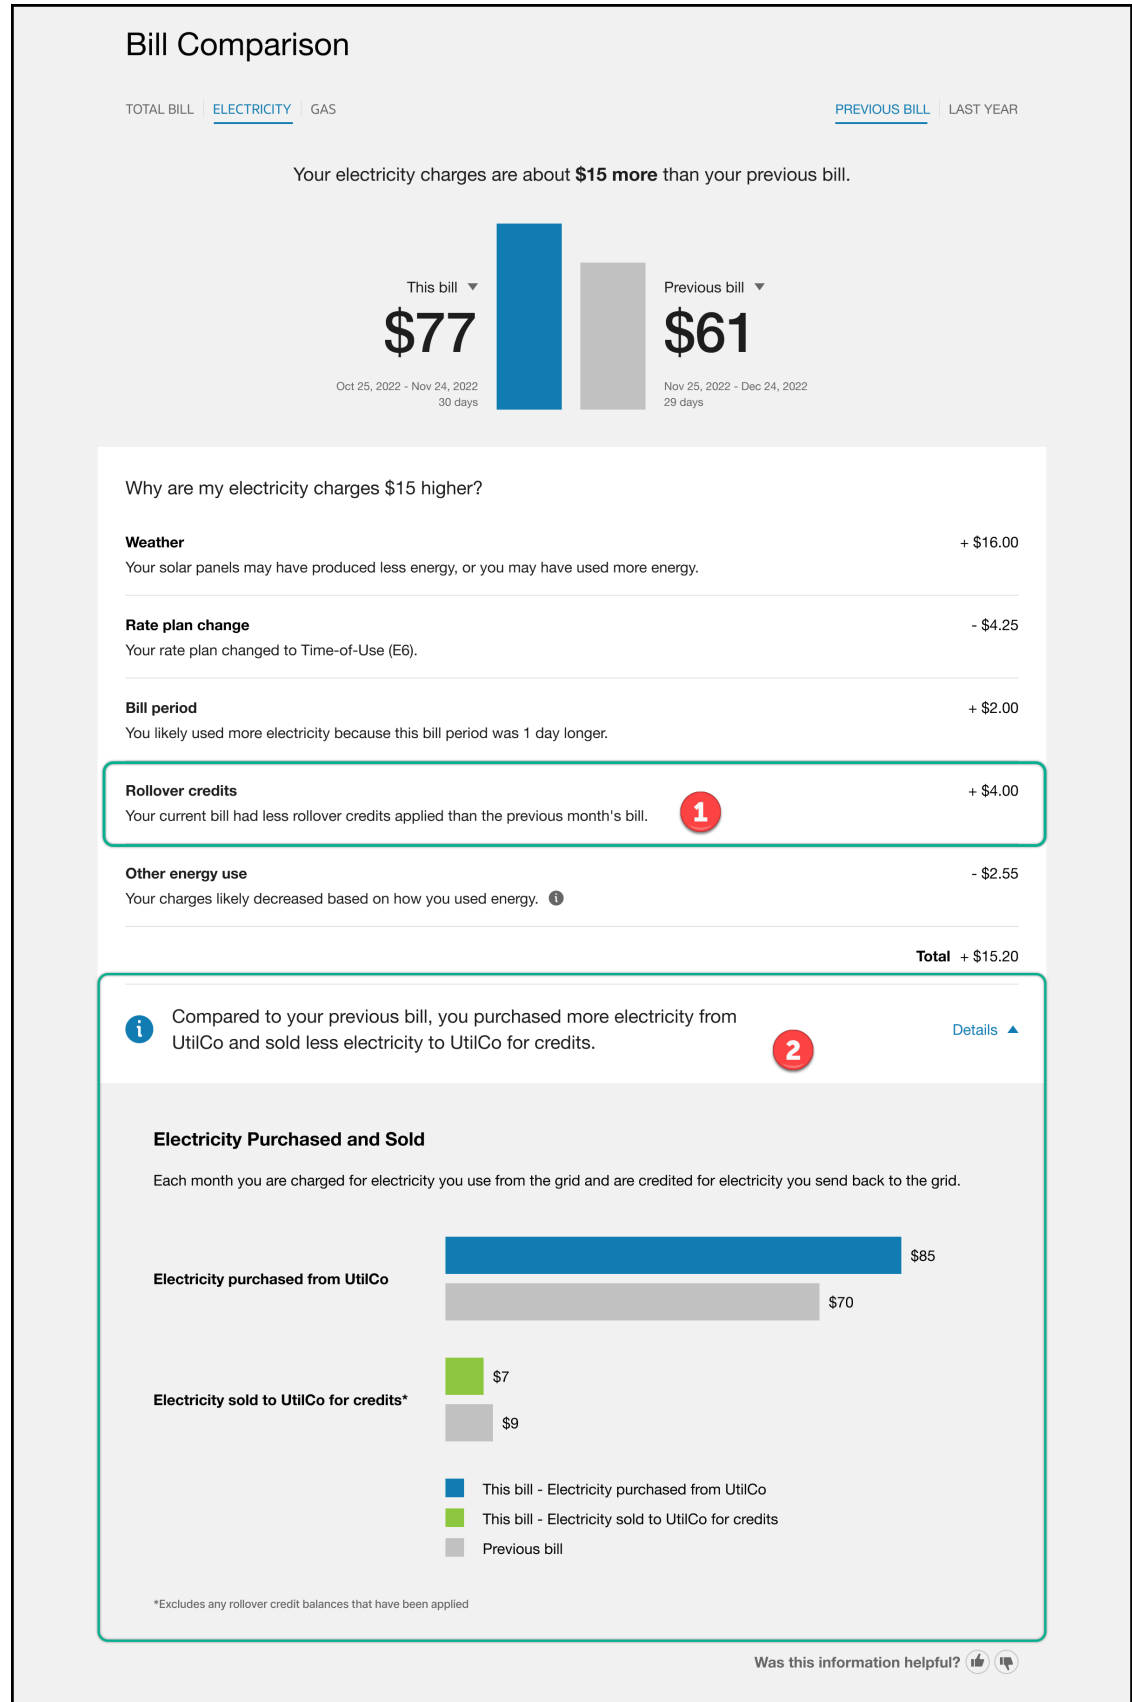 Bill Comparison
TOTAL BILL ELECTRICITY GAS
PREVIOUS BILL LAST YEAR
Your electricity charges are about $15 more than your previous bill.
This bill
$77
Oct 25, 2022 - Nov 24, 2022
30 days
Previous bill
$61
Nov 25, 2022 - Dec 24, 2022
29 days
Why are my electricity charges $15 higher?
Weather + $16.00
Your solar panels may have produced less energy, or you may have used more energy.
Rate plan change - $4.25
Your rate plan changed to Time-of-Use (E6).
Bill period + $2.00
You likely used more electricity because this bill period was 1 day longer.
Rollover credits + $4.00
Your current bill had less rollover credits applied than the previous month's bill.
1
Other energy use - $2.55
Your charges likely decreased based on how you used energy. i
Total + $15.20
i
Compared to your previous bill, you purchased more electricity from
UtilCo and sold less electricity to UtilCo for credits.
2
Details
Electricity Purchased and Sold
Each month you are charged for electricity you use from the grid and are credited for electricity you send back to the grid.
Electricity purchased from UtilCo
$85
$70
Electricity sold to UtilCo for credits*
$7
$9
This bill - Electricity purchased from UtilCo
This bill - Electricity sold to UtilCo for credits
Previous bill
*Excludes any rollover credit balances that have been applied
Was this information helpful?